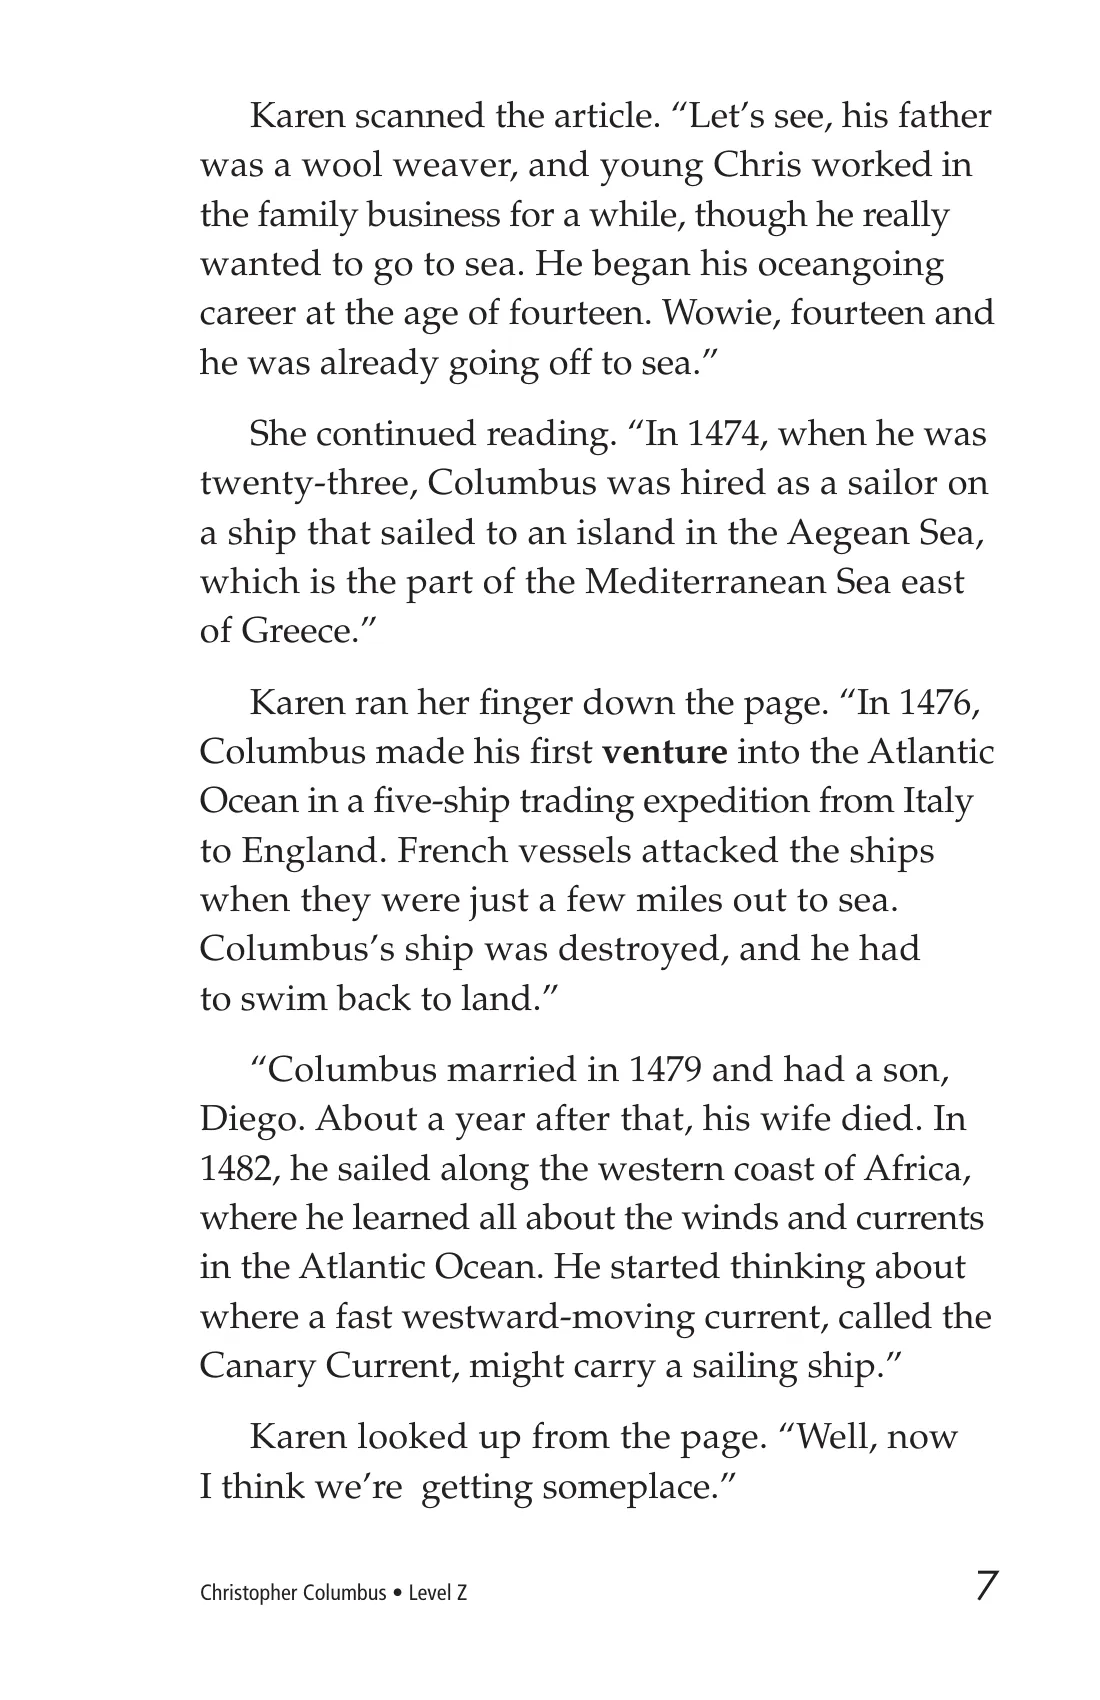 Karen scanned the article. “Let’s see, his father
was a wool weaver, and young Chris worked in
the family business for a while, though he really
wanted to go to sea. He began his oceangoing
career at the age of fourteen. Wowie, fourteen and
he was already going off to sea.”
She continued reading. “In 1474, when he was
twenty-three, Columbus was hired as a sailor on
a ship that sailed to an island in the Aegean Sea,
which is the part of the Mediterranean Sea east
of Greece.”
Karen ran her finger down the page. “In 1476,
Columbus made his first venture into the Atlantic
Ocean in a five-ship trading expedition from Italy
to England. French vessels attacked the ships
when they were just a few miles out to sea.
Columbus’s ship was destroyed, and he had
to swim back to land.”
“Columbus married in 1479 and had a son,
Diego. About a year after that, his wife died. In
1482, he sailed along the western coast of Africa,
where he learned all about the winds and currents
in the Atlantic Ocean. He started thinking about
where a fast westward-moving current, called the
Canary Current, might carry a sailing ship.”
Karen looked up from the page. “Well, now
I think we’re  getting someplace.”
Christopher Columbus • Level Z
7